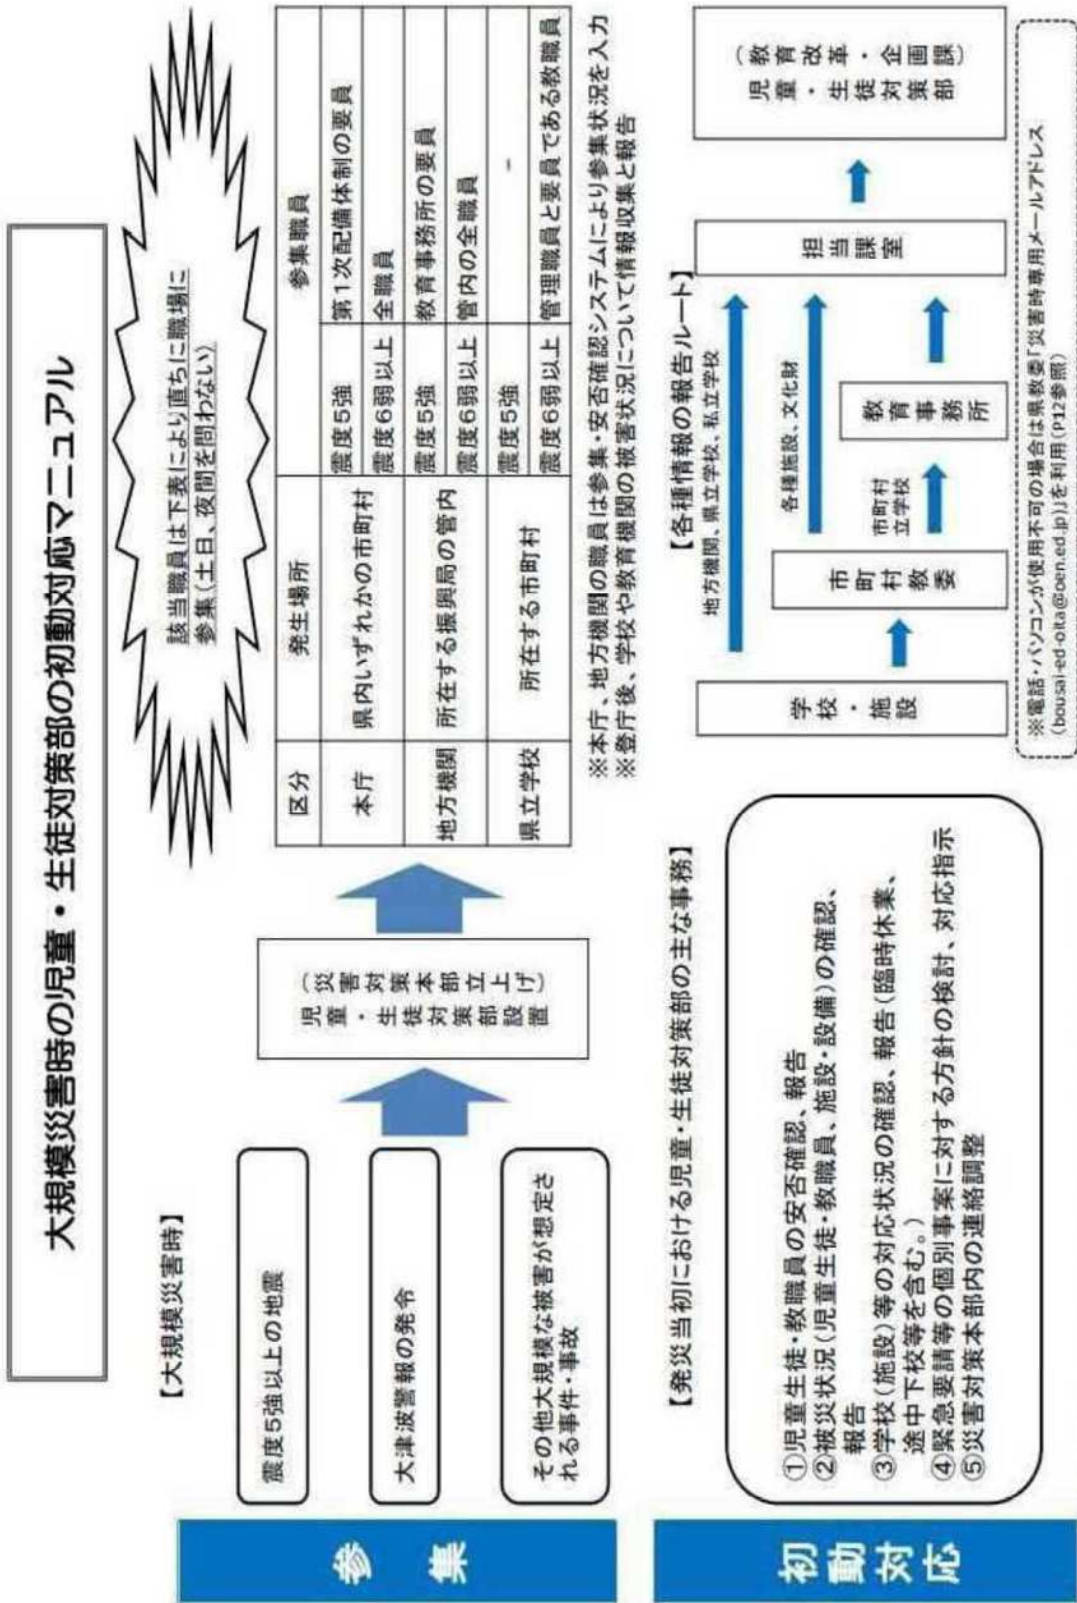 大規模災害時の児童・生徒対策部の初動対応マニュアル
参集
【大規模災害時】
震度5強以上の地震
大津波警報の発令
その他大規模な被害が想定さ
れる事件・事故
(災害対策本部立上げ)
児童・生徒対策部設置
該当職員は下表により直ちに職場に
参集(土日、夜間を問わない)
区分 発生場所 参集職員
本庁 県内いずれかの市町村 震度5強 第1次配備体制の要員
震度6弱以上 全職員
地方機関 所在する振興局の管内 震度5強 教育事務所の要員
震度6弱以上 管内の全職員
県立学校 所在する市町村 震度5強 -
震度6弱以上 管理職員と要員である教職員
※本庁、地方機関の職員は参集・安否確認システムにより参集状況を入力
※登庁後、学校や教育機関の被害状況について情報収集と報告
初動対応
【発災当初における児童・生徒対策部の主な事務】
①児童生徒・教職員の安否確認、報告
②被災状況(児童生徒・教職員、施設・設備)の確認、
報告
③学校(施設)等の対応状況の確認、報告(臨時休業、
途中下校等を含む。)
④緊急要請等の個別事案に対する方針の検討、対応指示
⑤災害対策本部内の連絡調整
【各種情報の報告ルート】
地方機関、県立学校、私立学校
各種施設、文化財
市町村
立学校
学校・施設
市町村教委
教育事務所
担当課室
(教育改革・企画課)
児童・生徒対策部
※電話・パソコンが使用不可の場合は県教委「災害時専用メールアドレス
(bousai-ed-oita@oen.ed.jp)」を利用(P12参照)